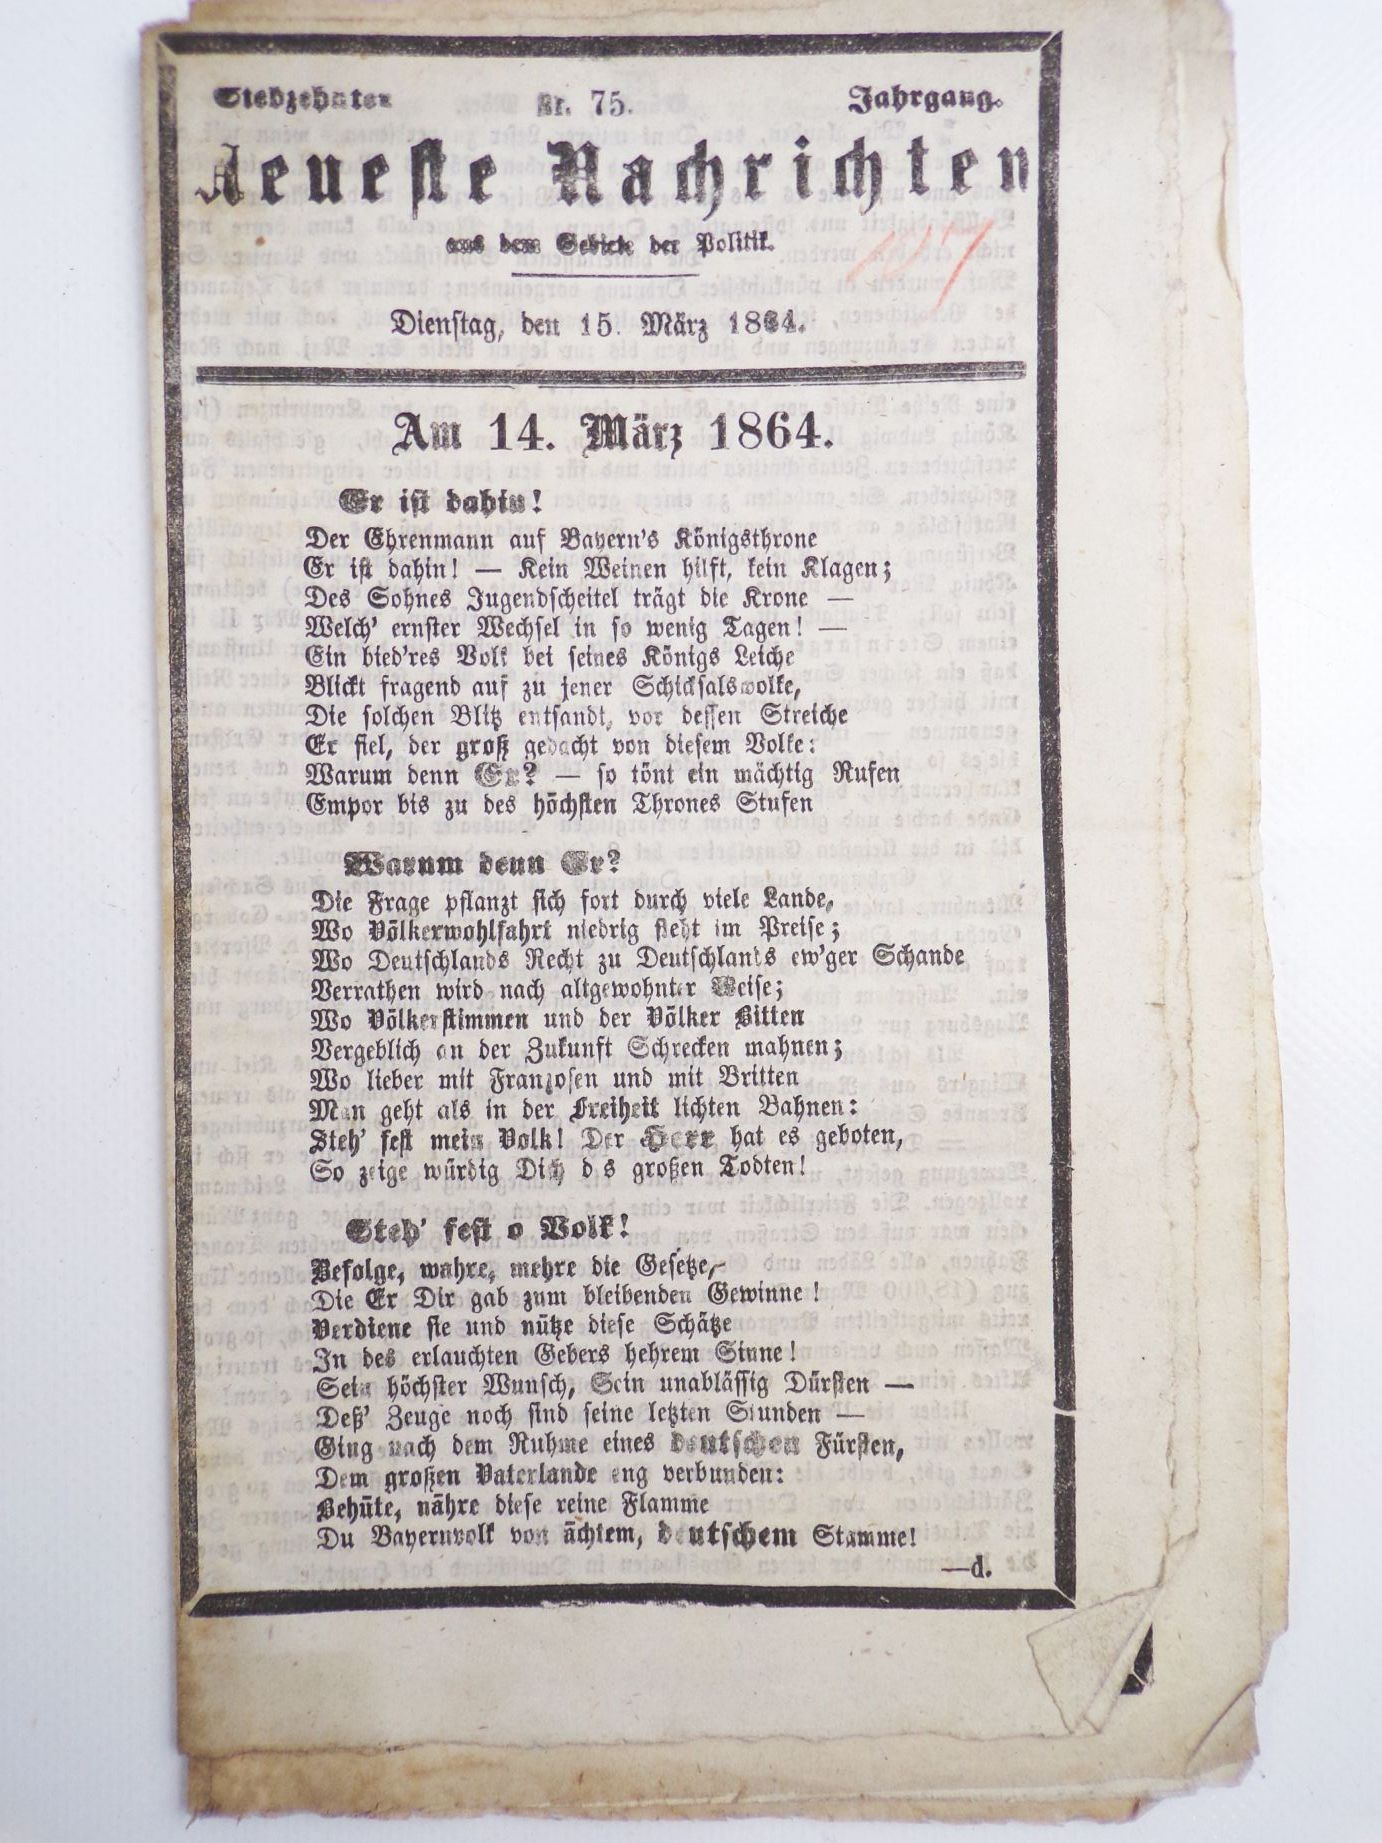 Siebzehnter Nr. 75. Jahrgang.
Neueste Nachrichten
aus dem Gebiete der Politik.
Dienstag, den 15. März 1864.
Am 14. März 1864.
Er ist dahin!
Der Ehrenmann auf Bayern's Königsthrone
Er ist dahin! — Kein Weinen hilft, kein Klagen;
Des Sohnes Jugendscheitel trägt die Krone —
Welch' ernster Wechsel in so wenig Tagen! —
Ein bied'res Volk bei seines Königs Leiche
Blickt fragend auf zu jener Schicksalswolke,
Die solchen Blitz entsandt, vor dessen Streiche
Er fiel, der groß gedacht von diesem Volke:
Warum denn Er? — so tönt ein mächtig Rufen
Empor bis zu des höchsten Thrones Stufen
Warum denn Er?
Die Frage pflanzt sich fort durch viele Lande,
Wo Völkerwohlfahrt niedrig steht im Preise;
Wo Deutschlands Recht zu Deutschlands ew'ger Schande
Verrathen wird nach altgewohnter Weise;
Wo Völkerstimmen und der Völker Bitten
Vergeblich an der Zukunft Schrecken mahnen;
Wo lieber mit Franzosen und mit Britten
Man geht als in der Freiheit lichten Bahnen:
Steh' fest mein Volk! Der Herr hat es geboten,
So zeige würdig Dich des großen Todten!
Steh' fest o Volk!
Befolge, wahre, mehre die Gesetze,
Die Er Dir gab zum bleibenden Gewinne!
Verdiene sie und nütze diese Schätze
In des erlauchten Gebers hehrem Sinne!
Sein höchster Wunsch, Sein unablässig Dürsten —
Deß' Zeuge noch sind seine letzten Stunden —
Ging nach dem Ruhme eines deutschen Fürsten,
Dem großen Vaterlande eng verbunden:
Behüte, nähre diese reine Flamme
Du Bayernvolk von ächtem, deutschem Stamme!
—d.